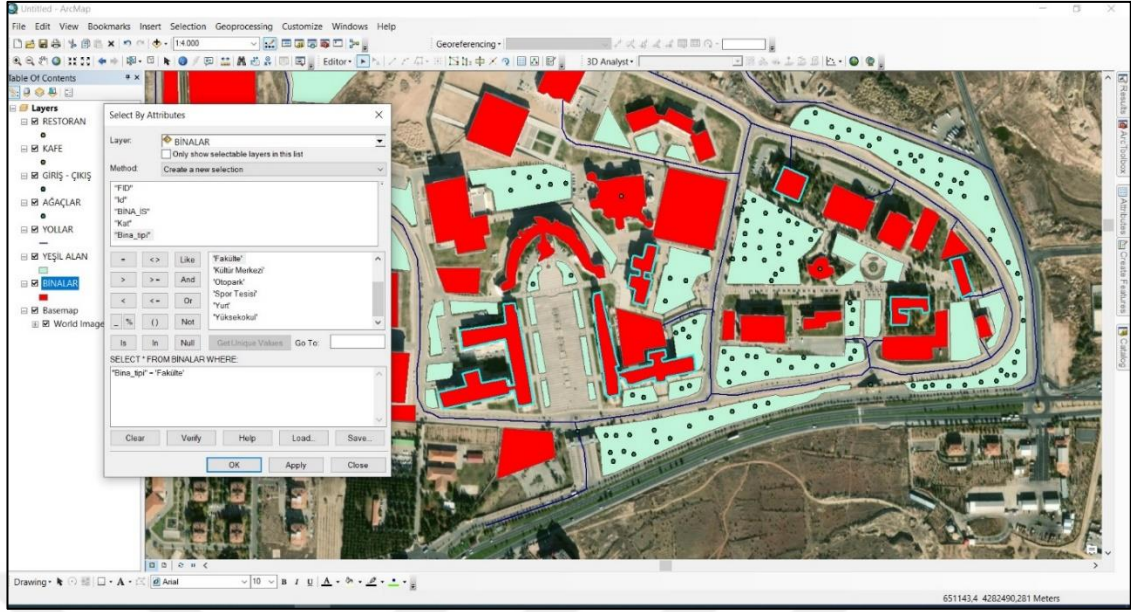 Untitled - ArcMap
File Edit View Bookmarks Insert Selection Geoprocessing Customize Windows Help
1:4.000
Georeferencing
Editor
3D Analyst
Table Of Contents
Layers
RESTORAN
KAFE
GİRİŞ - ÇIKIŞ
AĞAÇLAR
YOLLAR
YEŞİL ALAN
BİNALAR
Basemap
World Image
Select By Attributes
Layer: BİNALAR
Only show selectable layers in this list
Method: Create a new selection
"FID"
"Id"
"BİNA_İS"
"Kat"
"Bina_tipi"
= <> Like
> >= And
< <= Or
_ % () Not
Is In Null
'Fakülte'
'Kültür Merkezi'
'Otopark'
'Spor Tesisi'
'Yurt'
'Yüksekokul'
Get Unique Values Go To:
SELECT * FROM BINALAR WHERE:
"Bina_tipi" = 'Fakülte'
Clear Verify Help Load... Save...
OK Apply Close
Results
ArcToolbox
Attributes
Create Features
Catalog
Drawing
Arial 10 B I U A
651143,4 4282490,281 Meters